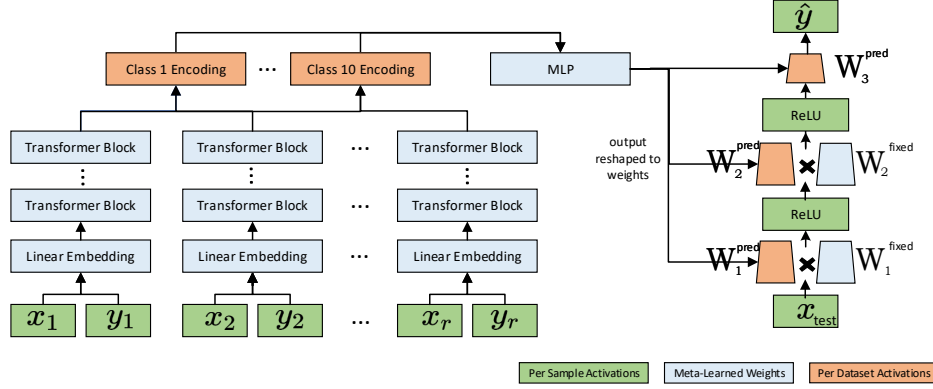 ŷ
Class 1 Encoding ... Class 10 Encoding MLP W₃ᵖʳᵉᵈ
ReLU
Transformer Block Transformer Block ... Transformer Block
output
reshaped to
weights
W₂ᵖʳᵉᵈ × W₂ᶠⁱˣᵉᵈ
Transformer Block Transformer Block ... Transformer Block
ReLU
Linear Embedding Linear Embedding ... Linear Embedding
W₁ᵖʳᵉᵈ × W₁ᶠⁱˣᵉᵈ
x₁ y₁ x₂ y₂ ... xᵣ yᵣ
x_test
Per Sample Activations Meta-Learned Weights Per Dataset Activations